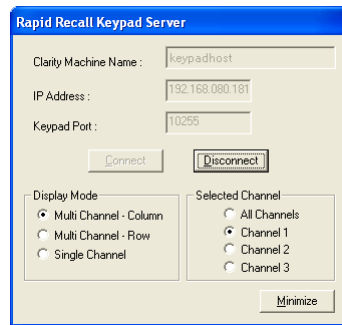 Rapid Recall Keypad Server
Clarity Machine Name : keypadhost
IP Address : 192.168.080.181
Keypad Port : 10255
Connect Disconnect
Display Mode Selected Channel
Multi Channel - Column All Channels
Multi Channel - Row Channel 1
Single Channel Channel 2
Channel 3
Minimize